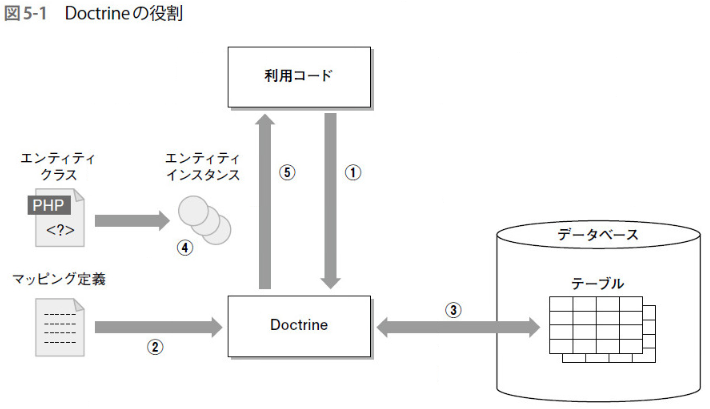 図5-1 Doctrineの役割
利用コード
エンティティ
クラス
エンティティ
インスタンス
⑤
①
PHP
<?>
④
データベース
テーブル
マッピング定義
Doctrine
③
②